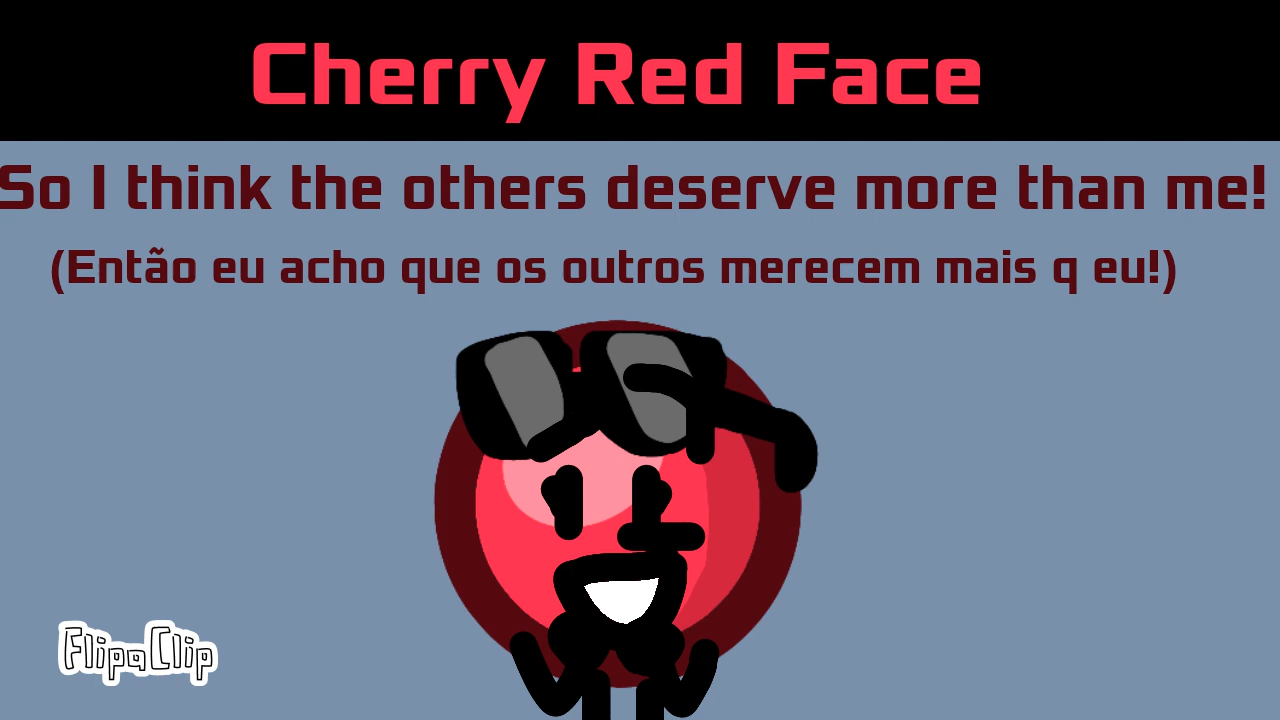 Cherry Red Face
So I think the others deserve more than me!
(Então eu acho que os outros merecem mais q eu!)
FlipaClip